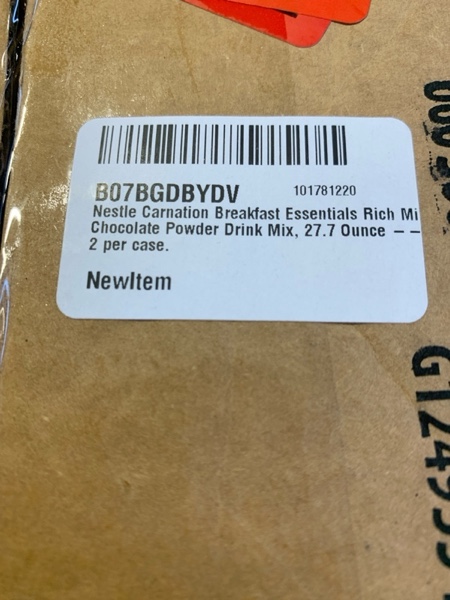 B07BGDBYDV 101781220
Nestle Carnation Breakfast Essentials Rich Mi
Chocolate Powder Drink Mix, 27.7 Ounce – –
2 per case.
NewItem